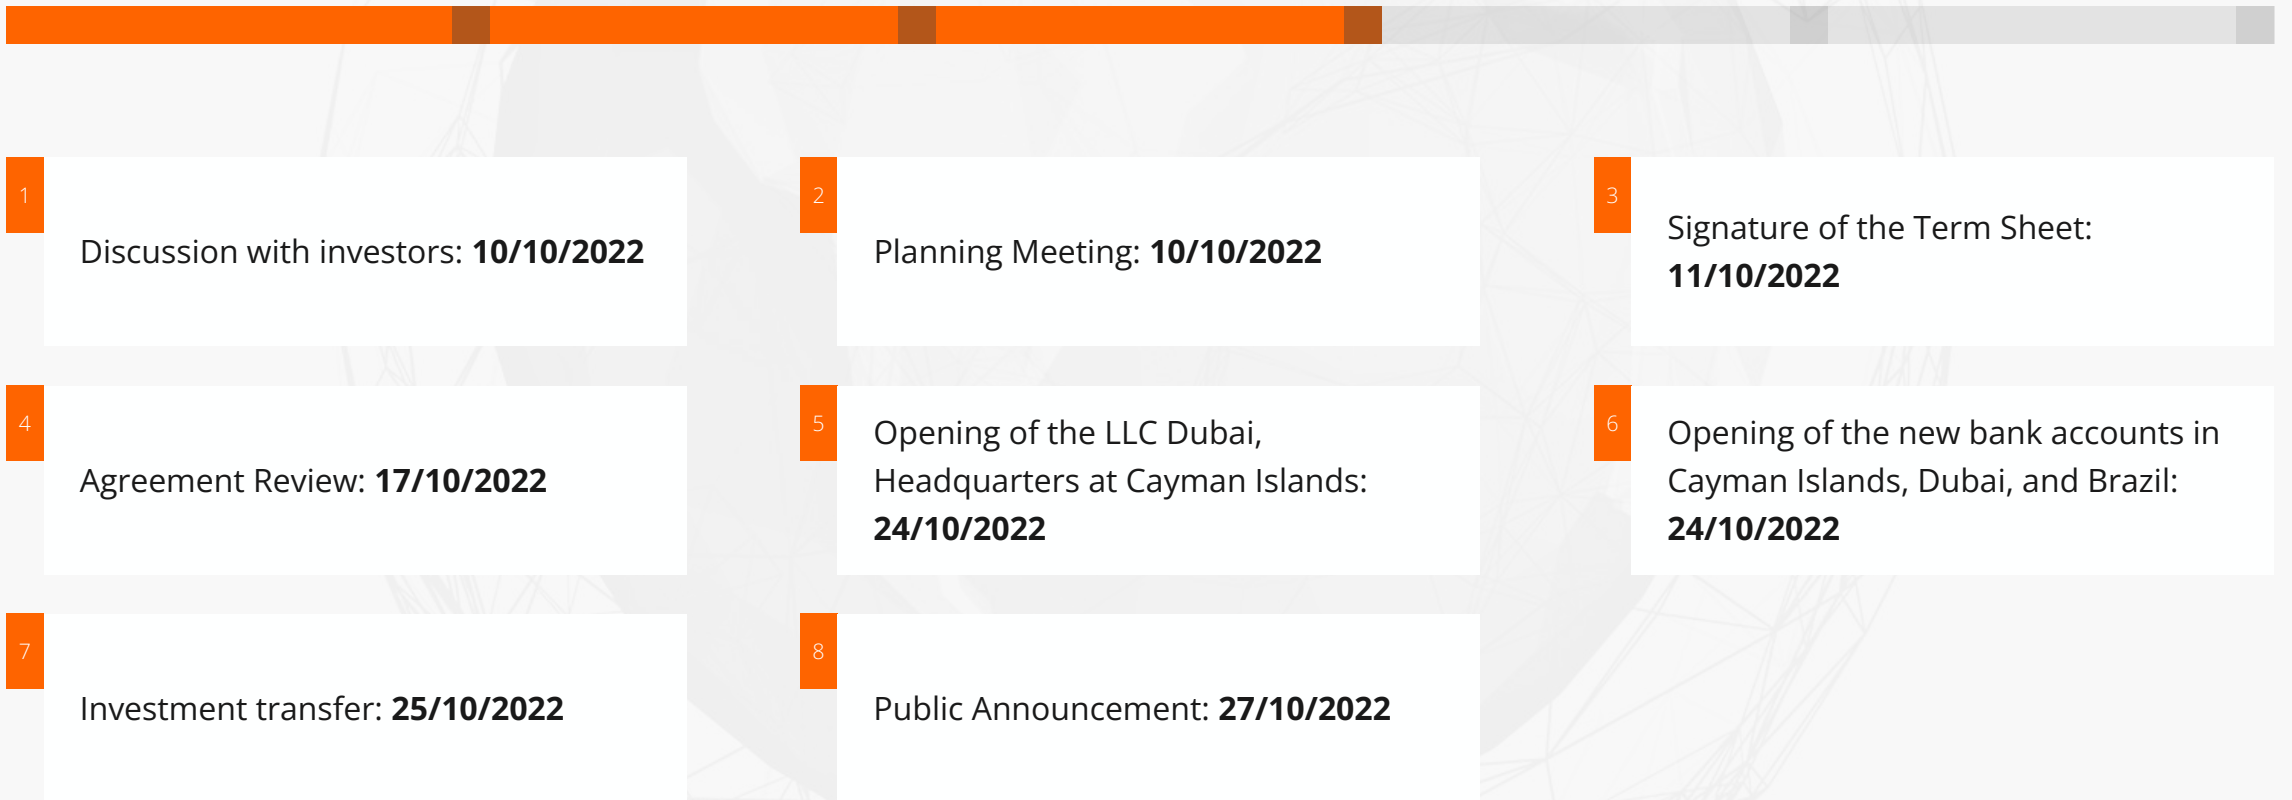 1
Discussion with investors: 10/10/2022
2
Planning Meeting: 10/10/2022
3
Signature of the Term Sheet:
11/10/2022
4
Agreement Review: 17/10/2022
5
Opening of the LLC Dubai,
Headquarters at Cayman Islands:
24/10/2022
6
Opening of the new bank accounts in
Cayman Islands, Dubai, and Brazil:
24/10/2022
7
Investment transfer: 25/10/2022
8
Public Announcement: 27/10/2022